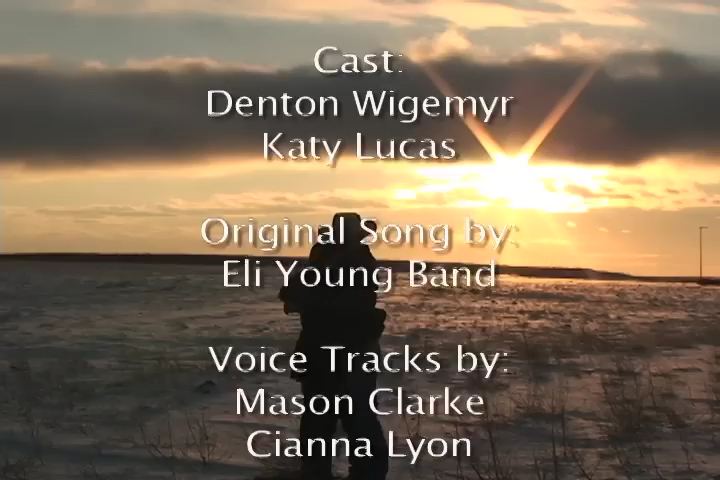 Cast:
Denton Wigemyr
Katy Lucas
Original Song by:
Eli Young Band
Voice Tracks by:
Mason Clarke
Cianna Lyon